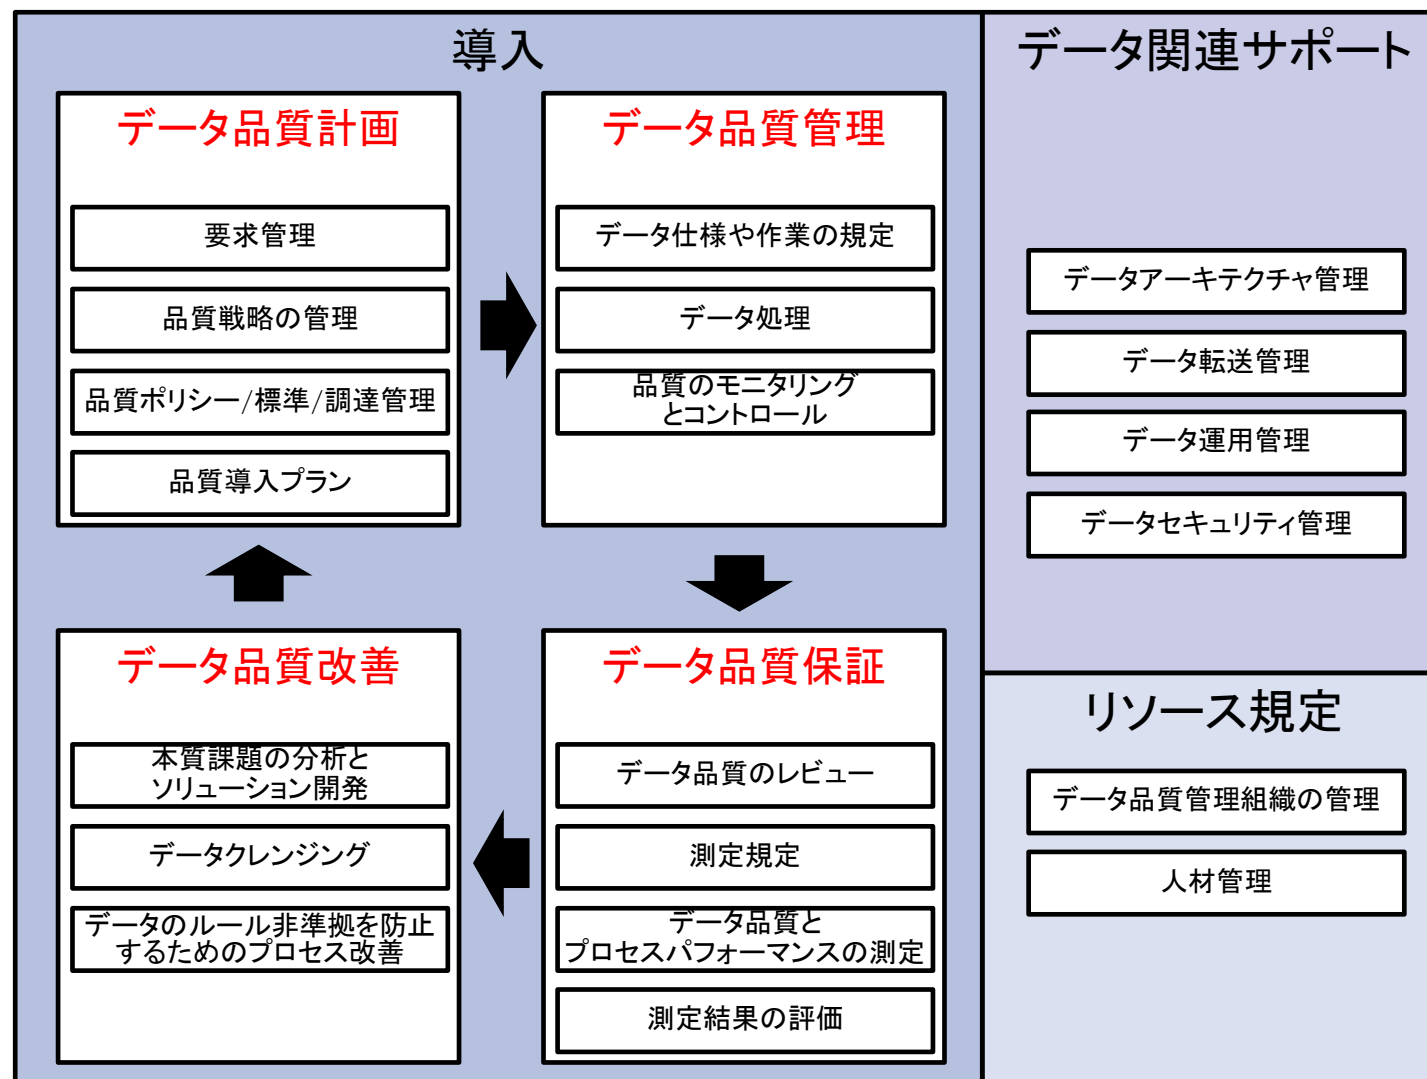 導入
データ品質計画
要求管理
品質戦略の管理
品質ポリシー/標準/調達管理
品質導入プラン
データ品質管理
データ仕様や作業の規定
データ処理
品質のモニタリング
とコントロール
データ品質改善
本質課題の分析と
ソリューション開発
データクレンジング
データのルール非準拠を防止
するためのプロセス改善
データ品質保証
データ品質のレビュー
測定規定
データ品質と
プロセスパフォーマンスの測定
測定結果の評価
データ関連サポート
データアーキテクチャ管理
データ転送管理
データ運用管理
データセキュリティ管理
リソース規定
データ品質管理組織の管理
人材管理